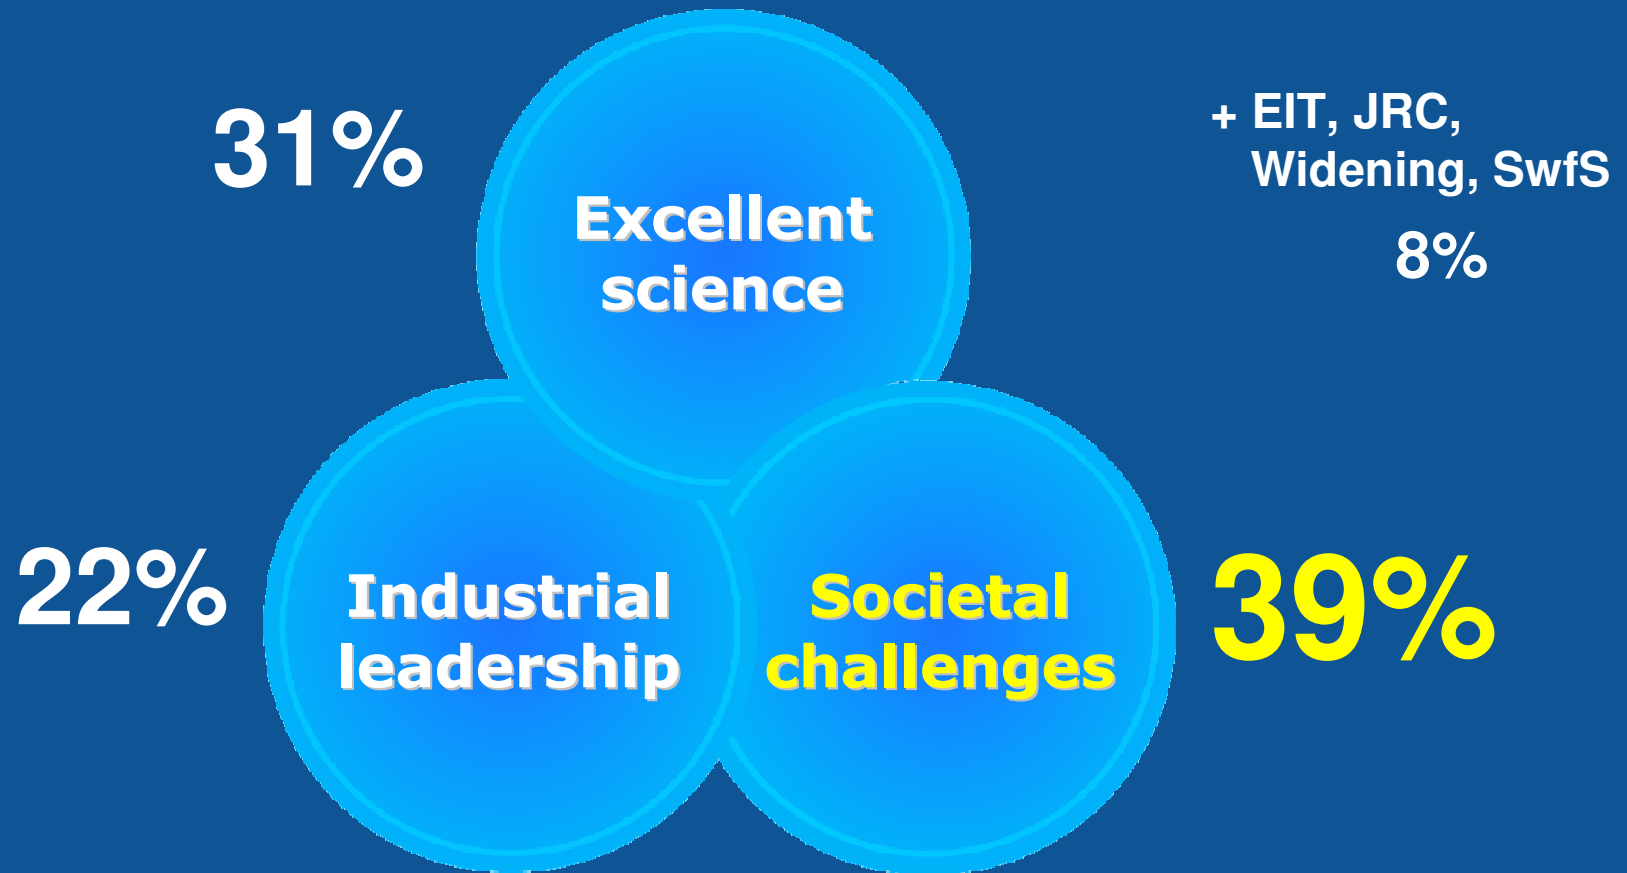 31%
Excellent
science
+ EIT, JRC,
Widening, SwfS
8%
22%
Industrial
leadership
Societal
challenges
39%